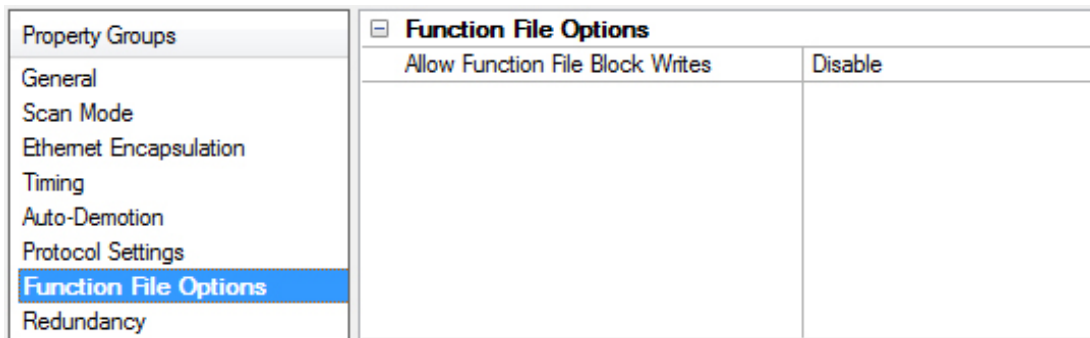 Property Groups
General
Scan Mode
Ethernet Encapsulation
Timing
Auto-Demotion
Protocol Settings
Function File Options
Redundancy
Function File Options
Allow Function File Block Writes Disable